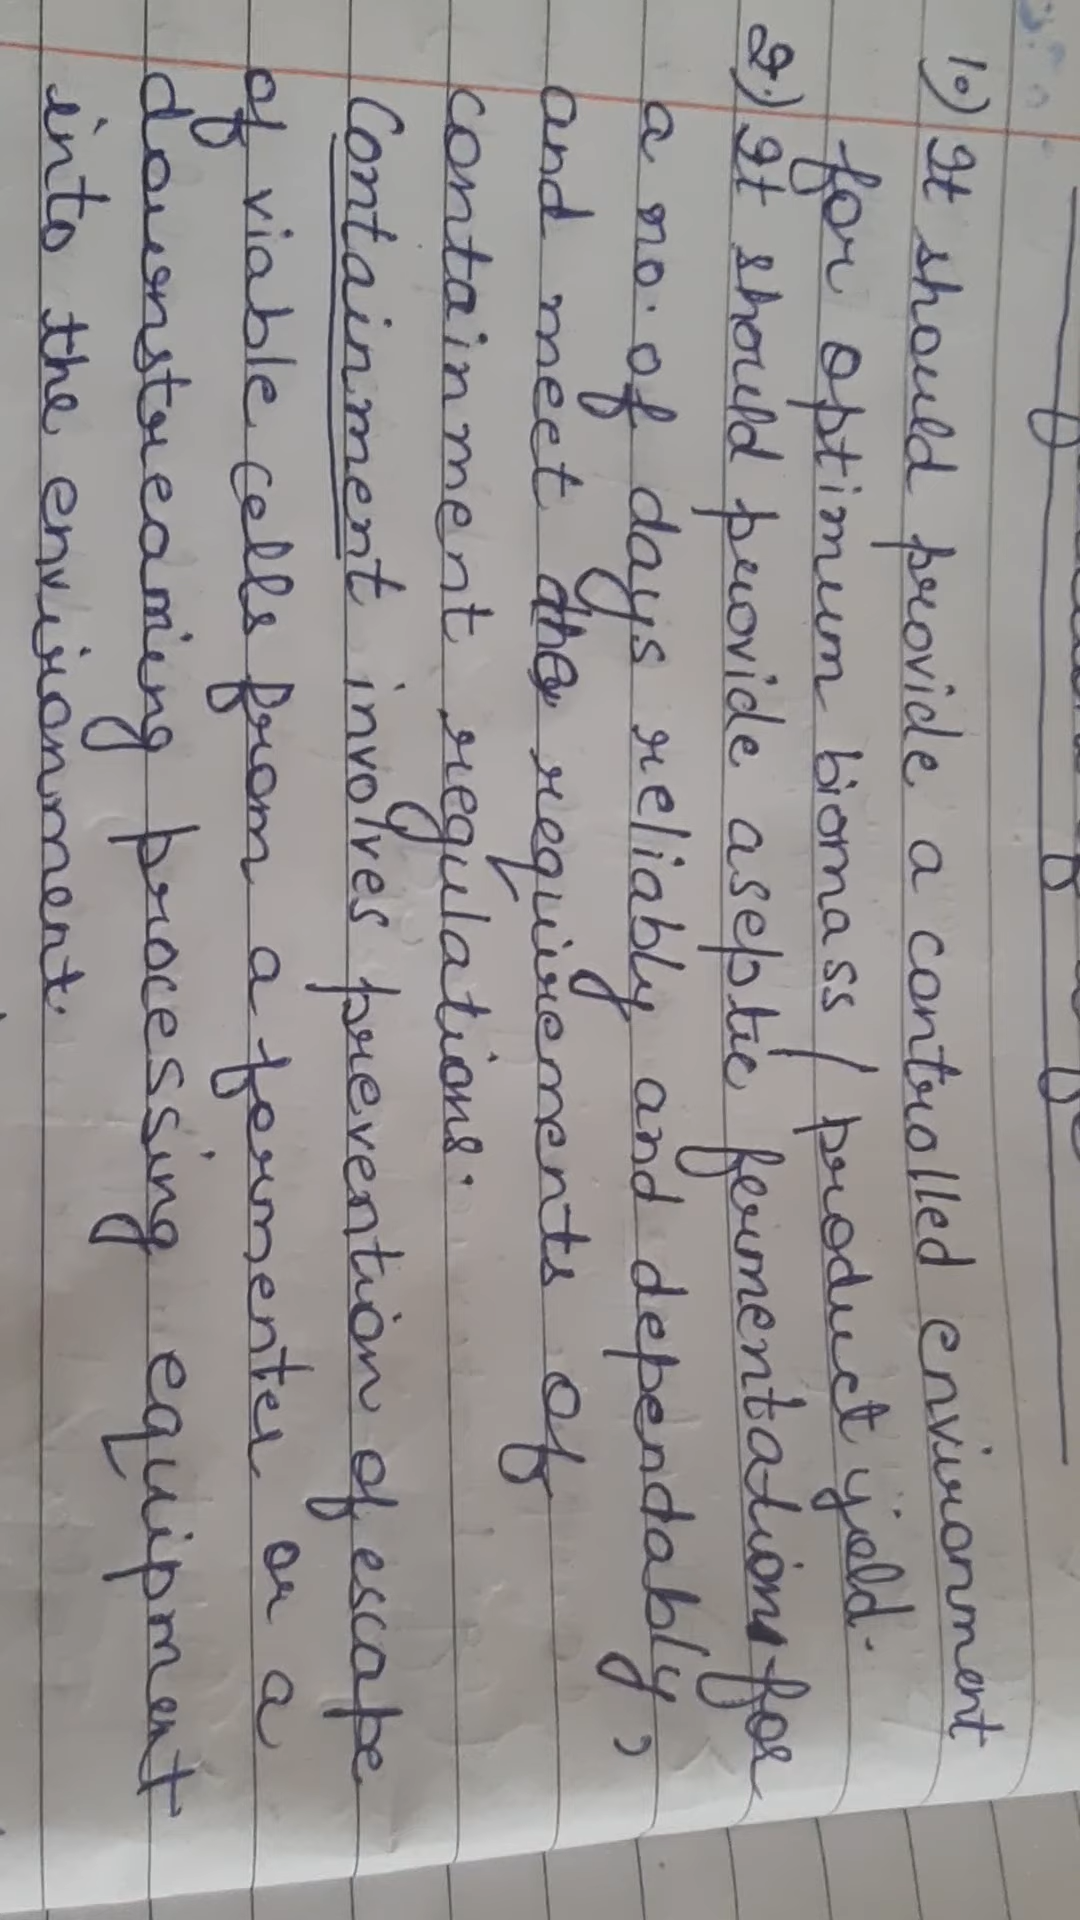 1.) It should provide a controlled environment
for optimum biomass / product yield.
2.) It should provide aseptic fermentation for
a no. of days reliably and dependably,
and meet the requirements of
containment regulations.
Containment involves prevention of escape
of viable cells from a fermenter or a
downstreaming processing equipment
into the environment.